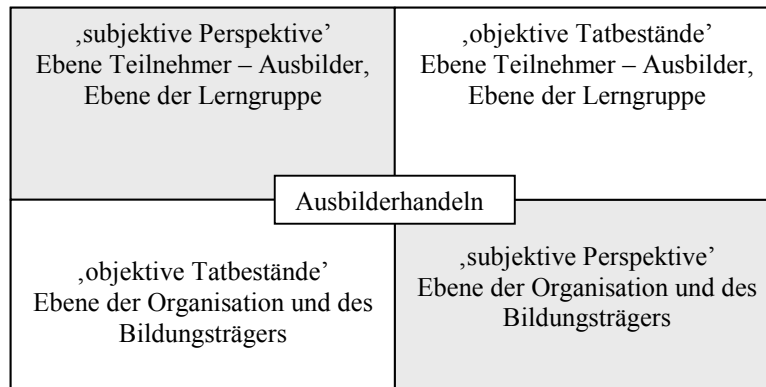 ‚subjektive Perspektive’
Ebene Teilnehmer – Ausbilder,
Ebene der Lerngruppe
‚objektive Tatbestände’
Ebene Teilnehmer – Ausbilder,
Ebene der Lerngruppe
Ausbilderhandeln
‚objektive Tatbestände’
Ebene der Organisation und des
Bildungsträgers
‚subjektive Perspektive’
Ebene der Organisation und des
Bildungsträgers